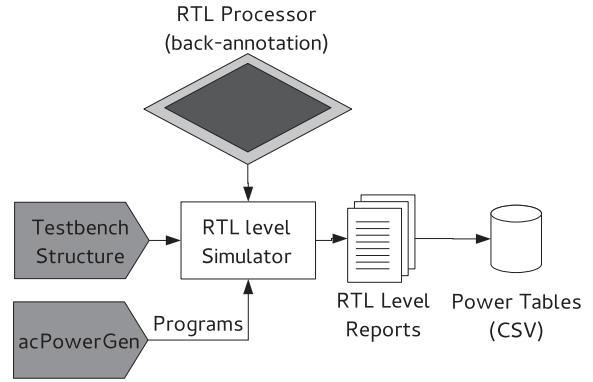 RTL Processor
(back-annotation)
Testbench
Structure
RTL level
Simulator
acPowerGen
Programs
RTL Level
Reports
Power Tables
(CSV)